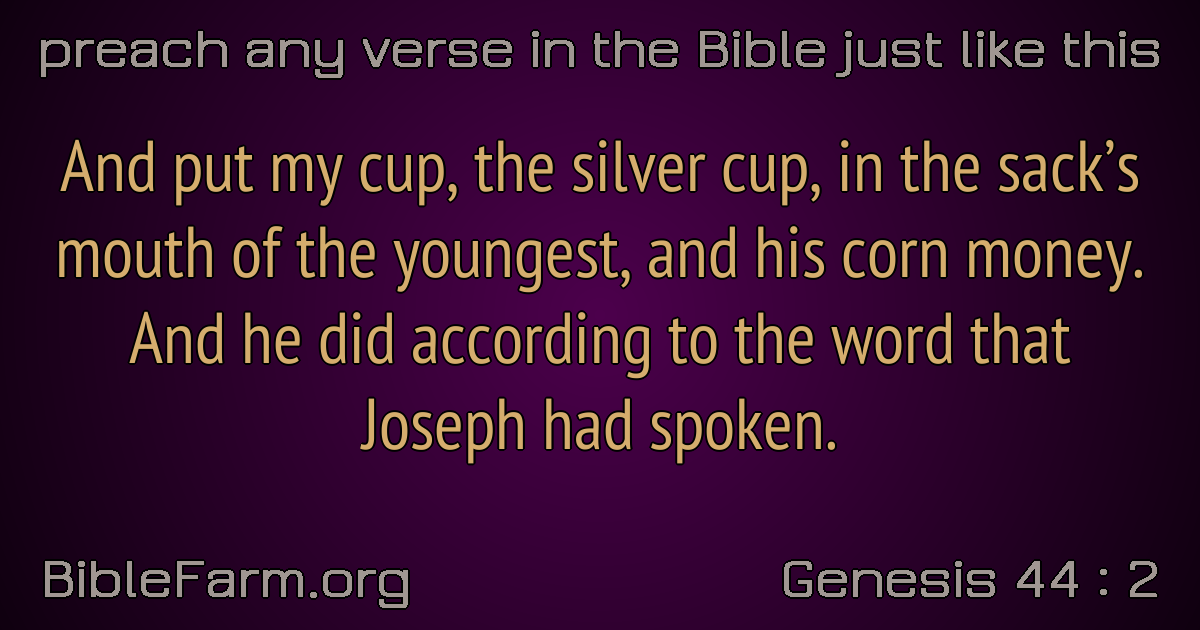 preach any verse in the Bible just like this
And put my cup, the silver cup, in the sack’s
mouth of the youngest, and his corn money.
And he did according to the word that
Joseph had spoken.
BibleFarm.org
Genesis 44 : 2